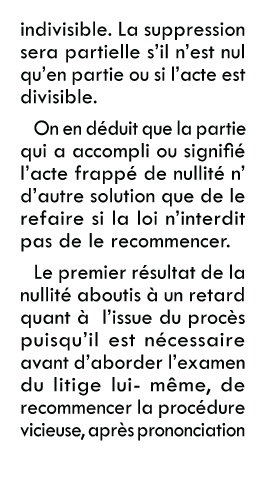 indivisible. La suppression
sera partielle s'il n'est nul
qu'en partie ou si l'acte est
divisible.
On en déduit que la partie
qui a accompli ou signifié
l'acte frappé de nullité n'
d'autre solution que de le
refaire si la loi n'interdit
pas de le recommencer.
Le premier résultat de la
nullité aboutis à un retard
quant à  l'issue du procès
puisqu'il est nécessaire
avant d'aborder l'examen
du litige lui- même, de
recommencer la procédure
vicieuse, après prononciation